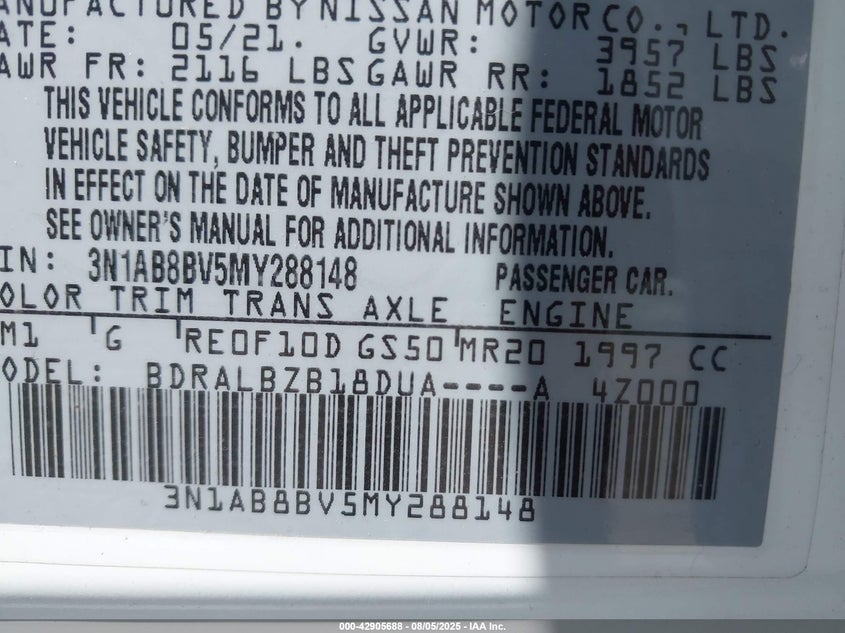 ANUFACTURED BY NISSAN MOTOR CO., LTD.
ATE: 05/21. GVWR: 3957 LBS
AWR FR: 2116 LBS GAWR RR: 1852 LBS
THIS VEHICLE CONFORMS TO ALL APPLICABLE FEDERAL MOTOR
VEHICLE SAFETY, BUMPER AND THEFT PREVENTION STANDARDS
IN EFFECT ON THE DATE OF MANUFACTURE SHOWN ABOVE.
SEE OWNER'S MANUAL FOR ADDITIONAL INFORMATION.
IN: 3N1AB8BV5MY288148 PASSENGER CAR.
OLOR TRIM TRANS AXLE ENGINE
M1 G RE0F10D GS50 MR20 1997 CC
ODEL: BDRALBZB18DUA----A 4Z000
3N1AB8BV5MY288148
000-42905688 - 08/05/2025 - IAA Inc.